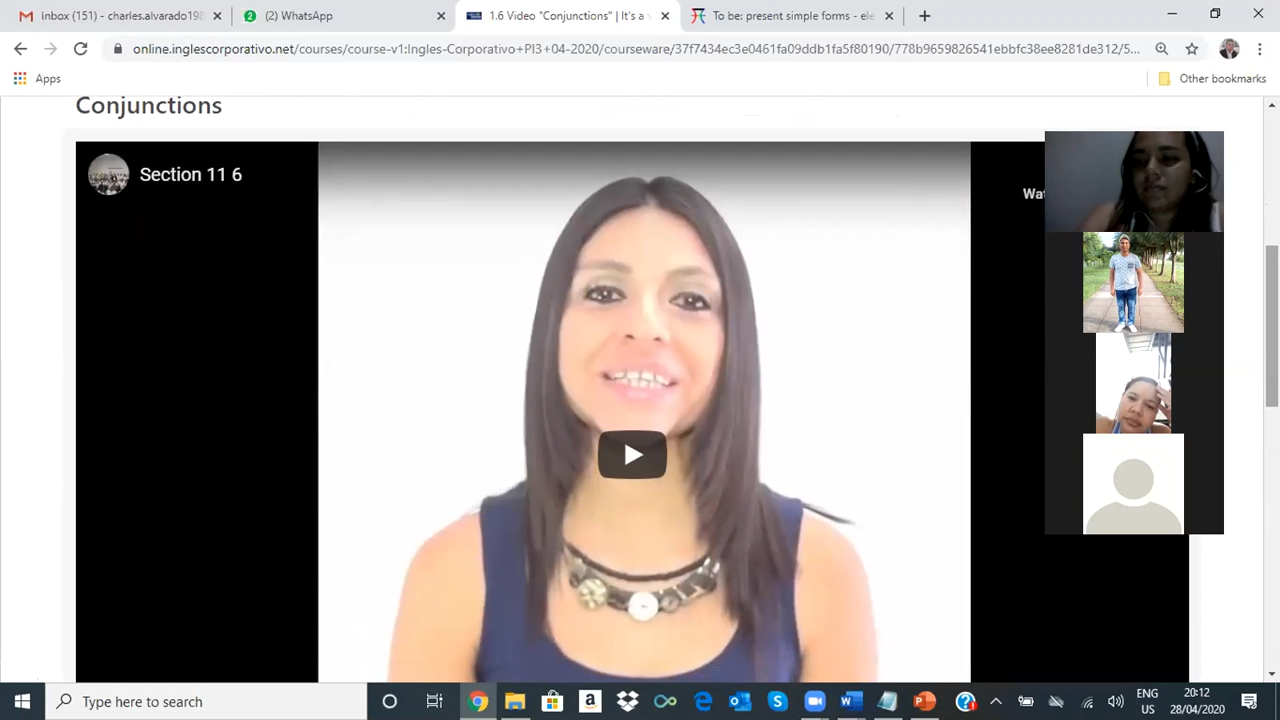 Inbox (151) - charles.alvarado198
(2) WhatsApp
1.6 Video "Conjunctions" | It's a
To be: present simple forms - ele
online.inglescorporativo.net/courses/course-v1:Ingles-Corporativo+PI3+04-2020/courseware/37f7434ec3e0461fa09ddb1fa5f80190/778b9659826541ebbfc38ee8281de312/5...
Apps
Other bookmarks
Conjunctions
Section 11 6
Type here to search
ENG
US
20:12
28/04/2020